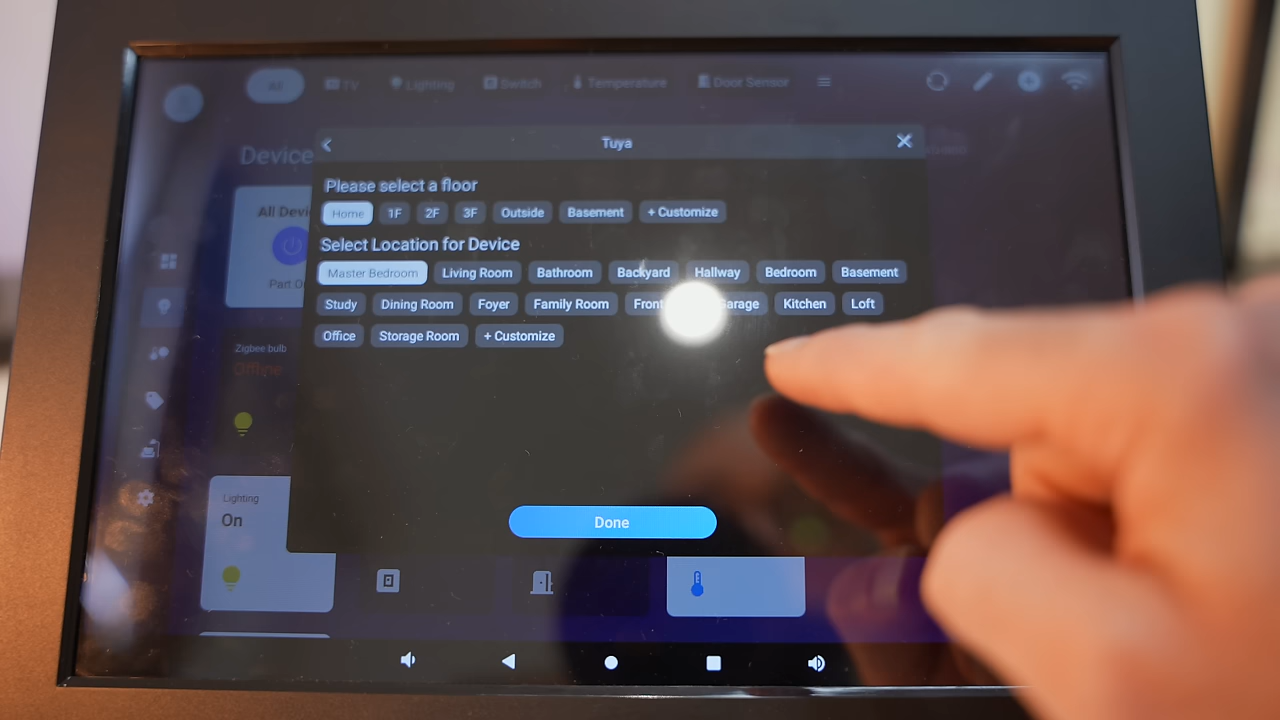 All TV Lighting Switch Temperature Door Sensor
Device
Tuya
Please select a floor
Home 1F 2F 3F Outside Basement + Customize
Select Location for Device
Master Bedroom Living Room Bathroom Backyard Hallway Bedroom Basement
Study Dining Room Foyer Family Room Front Garage Kitchen Loft
Office Storage Room + Customize
All Devi
Part O
Zigbee bulb
Offline
Lighting
On
Done